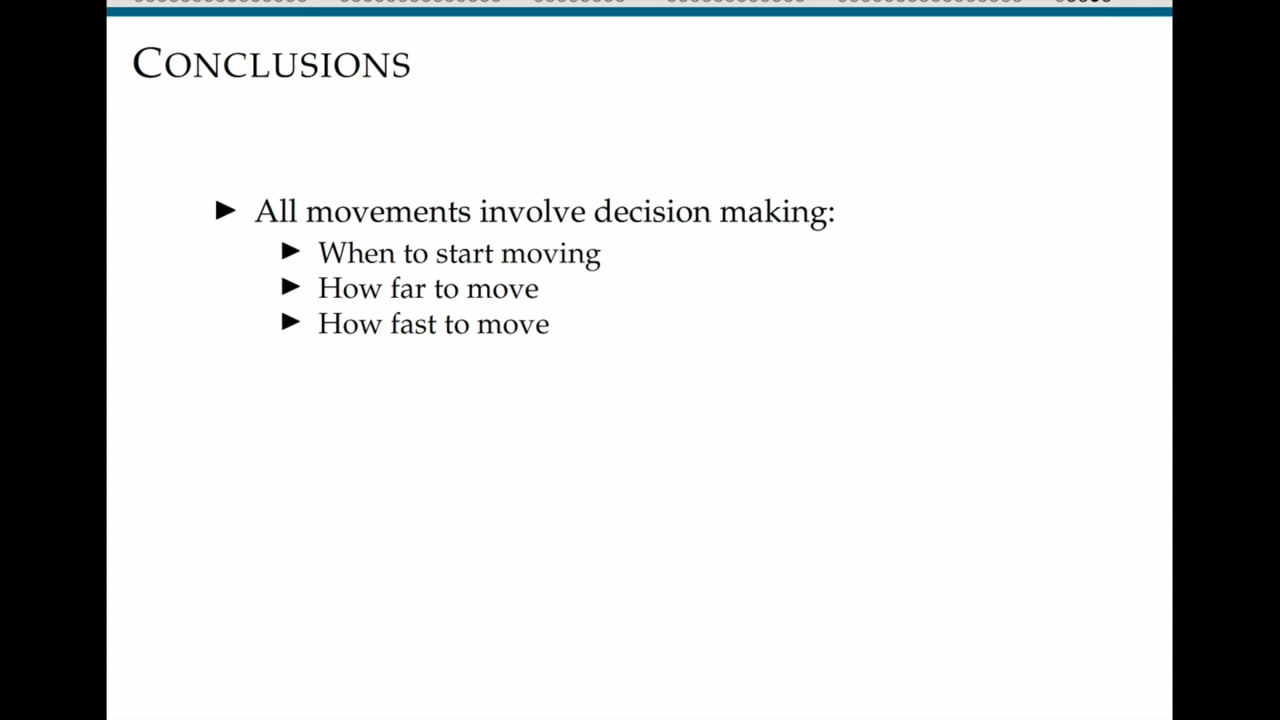 CONCLUSIONS
▶ All movements involve decision making:
▶ When to start moving
▶ How far to move
▶ How fast to move